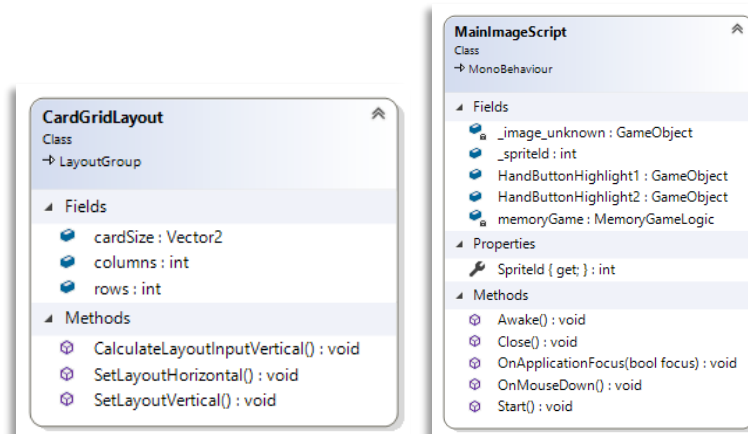 CardGridLayout
Class
LayoutGroup
Fields
cardSize : Vector2
columns : int
rows : int
Methods
CalculateLayoutInputVertical() : void
SetLayoutHorizontal() : void
SetLayoutVertical() : void
MainImageScript
Class
MonoBehaviour
Fields
_image_unknown : GameObject
_spriteId : int
HandButtonHighlight1 : GameObject
HandButtonHighlight2 : GameObject
memoryGame : MemoryGameLogic
Properties
SpriteId { get; } : int
Methods
Awake() : void
Close() : void
OnApplicationFocus(bool focus) : void
OnMouseDown() : void
Start() : void